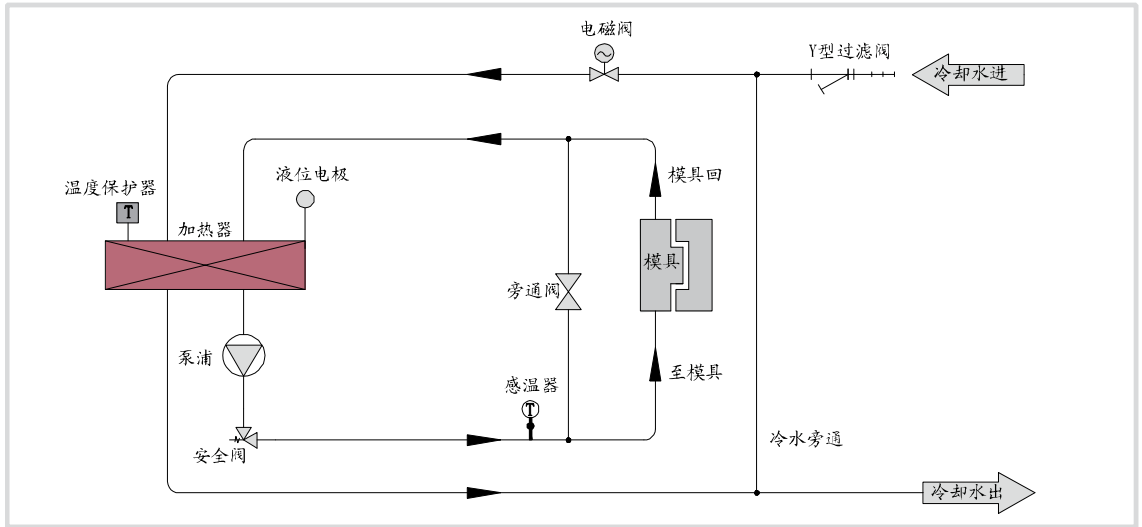 电磁阀
Y型过滤阀
冷却水进
模具回
液位电极
温度保护器
T
加热器
模具
旁通阀
泵浦
至模具
感温器
T
冷水旁通
安全阀
冷却水出